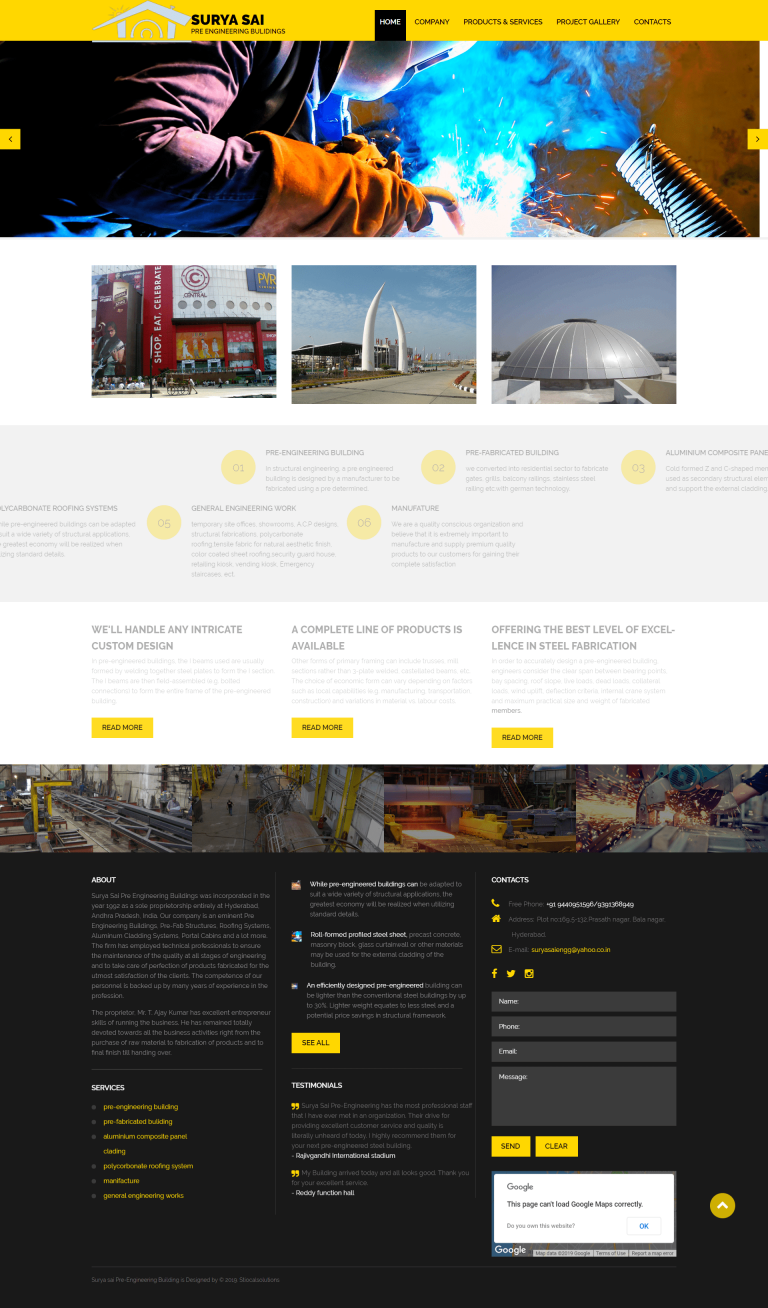 SURYA SAI
PRE ENGINEERING BULIDINGS
HOME COMPANY PRODUCTS & SERVICES PROJECT GALLERY CONTACTS
SHOP, EAT, CELEBRATE
CENTRAL
PVR
01
PRE-ENGINEERING BUILDING
In structural engineering, a pre engineered
building is designed by a manufacturer to be
fabricated using a pre determined.
02
PRE-FABRICATED BUILDING
we converted into residential sector to fabricate
gates, grills, balcony railings, stainless steel
railing etc,with german technology.
03
ALUMINIUM COMPOSITE PANE
Cold formed Z and C-shaped mem
used as secondary structural elem
and support the external cladding.
OLYCARBONATE ROOFING SYSTEMS
ile pre-engineered buildings can be adapted
suit a wide variety of structural applications,
greatest economy will be realized when
izing standard details.
05
GENERAL ENGINEERING WORK
temporary site offices, showrooms, A.C.P designs,
structural fabrications, polycarbonate
roofing,tensile fabric for natural aesthetic finish,
color coated sheet roofing,security guard house,
retailing kiosk, vending kiosk, Emergency
staircases, ect.
06
MANUFATURE
We we a quality conscious organization and
believe that it is extremely important to
manufacture and supply premium quality
products to our customers for gaining their
complete satisfaction
WE'LL HANDLE ANY INTRICATE
CUSTOM DESIGN
In pre-engineered buildings, the I beams used are usually
formed by welding together steel plates to form the I section.
The I beams are then field-assembled (e.g. bolted
connections) to form the entire frame of the pre-engineered
building.
READ MORE
A COMPLETE LINE OF PRODUCTS IS
AVAILABLE
Other forms of primary framing can include trusses, mill
sections rather than 3-plate welded, castellated beams, etc.
The choice of economic form can vary depending on factors
such as local capabilities (e.g. manufacturing, transportation,
construction) and variations in material vs. labour costs.
READ MORE
OFFERING THE BEST LEVEL OF EXCEL-
LENCE IN STEEL FABRICATION
In order to accurately design a pre-engineered building,
engineers consider the clear span between bearing points,
bay spacing, roof slope, live loads, dead loads, collateral
loads, wind uplift, deflection criteria, internal crane system
and maximum practical size and weight of fabricated
members.
READ MORE
ABOUT
Surya Sai Pre Engineering Buildings was incorporated in the
year 1992 as a sole proprietorship entirely at Hyderabad,
Andhra Pradesh, India. Our company is an eminent Pre
Engineering Buildings, Pre-Fab Structures, Roofing Systems,
Aluminum Cladding Systems, Portal Cabins and a lot more.
The firm has employed technical professionals to ensure
the maintenance of the quality at all stages of engineering
and to take care of perfection of products fabricated for the
utmost satisfaction of the clients. The competence of our
personnel is backed up by many years of experience in the
profession.
The proprietor, Mr. T. Ajay Kumar has excellent entrepreneur
skills of running the business. He has remained totally
devoted towards all the business activities right from the
purchase of raw material to fabrication of products and to
final finish till handing over.
SERVICES
pre-engineering building
pre-fabricated buliding
aluminium composite panel
clading
polycarbonate roofing system
manifacture
general engineering works
While pre-engineered buildings can be adapted to
suit a wide variety of structural applications, the
greatest economy will be realized when utilizing
standard details.
Roll-formed profiled steel sheet, precast concrete,
masonry block, glass curtainwall or other materials
may be used for the external cladding of the
building.
An efficiently designed pre-engineered building can
be lighter than the conventional steel buildings by up
to 30%. Lighter weight equates to less steel and a
potential price savings in structural framework.
SEE ALL
TESTIMONIALS
Surya Sai Pre-Engineering has the most professional staff
that I have ever met in an organization. Their drive for
providing excellent customer service and quality is
literally unheard of today. I highly recommend them for
your next pre-engineered steel building.
- Rajivgandhi International stadium
My Building arrived today and all looks good. Thank you
for your excellent service.
- Reddy function hall
CONTACTS
Free Phone: +91 9440951596/9391368949
Address: Plot-no:169,5-132,Prasath nagar, Bala nagar,
Hyderabad.
E-mail: suryasaiengg@yahoo.co.in
Name:
Phone:
Email:
Message:
SEND CLEAR
Google
This page can't load Google Maps correctly.
Do you own this website? OK
Google
Map data ©2019 Google Terms of Use Report a map error
Surya sai Pre-Engineering Building is Designed by © 2019. Sliocalsolutions